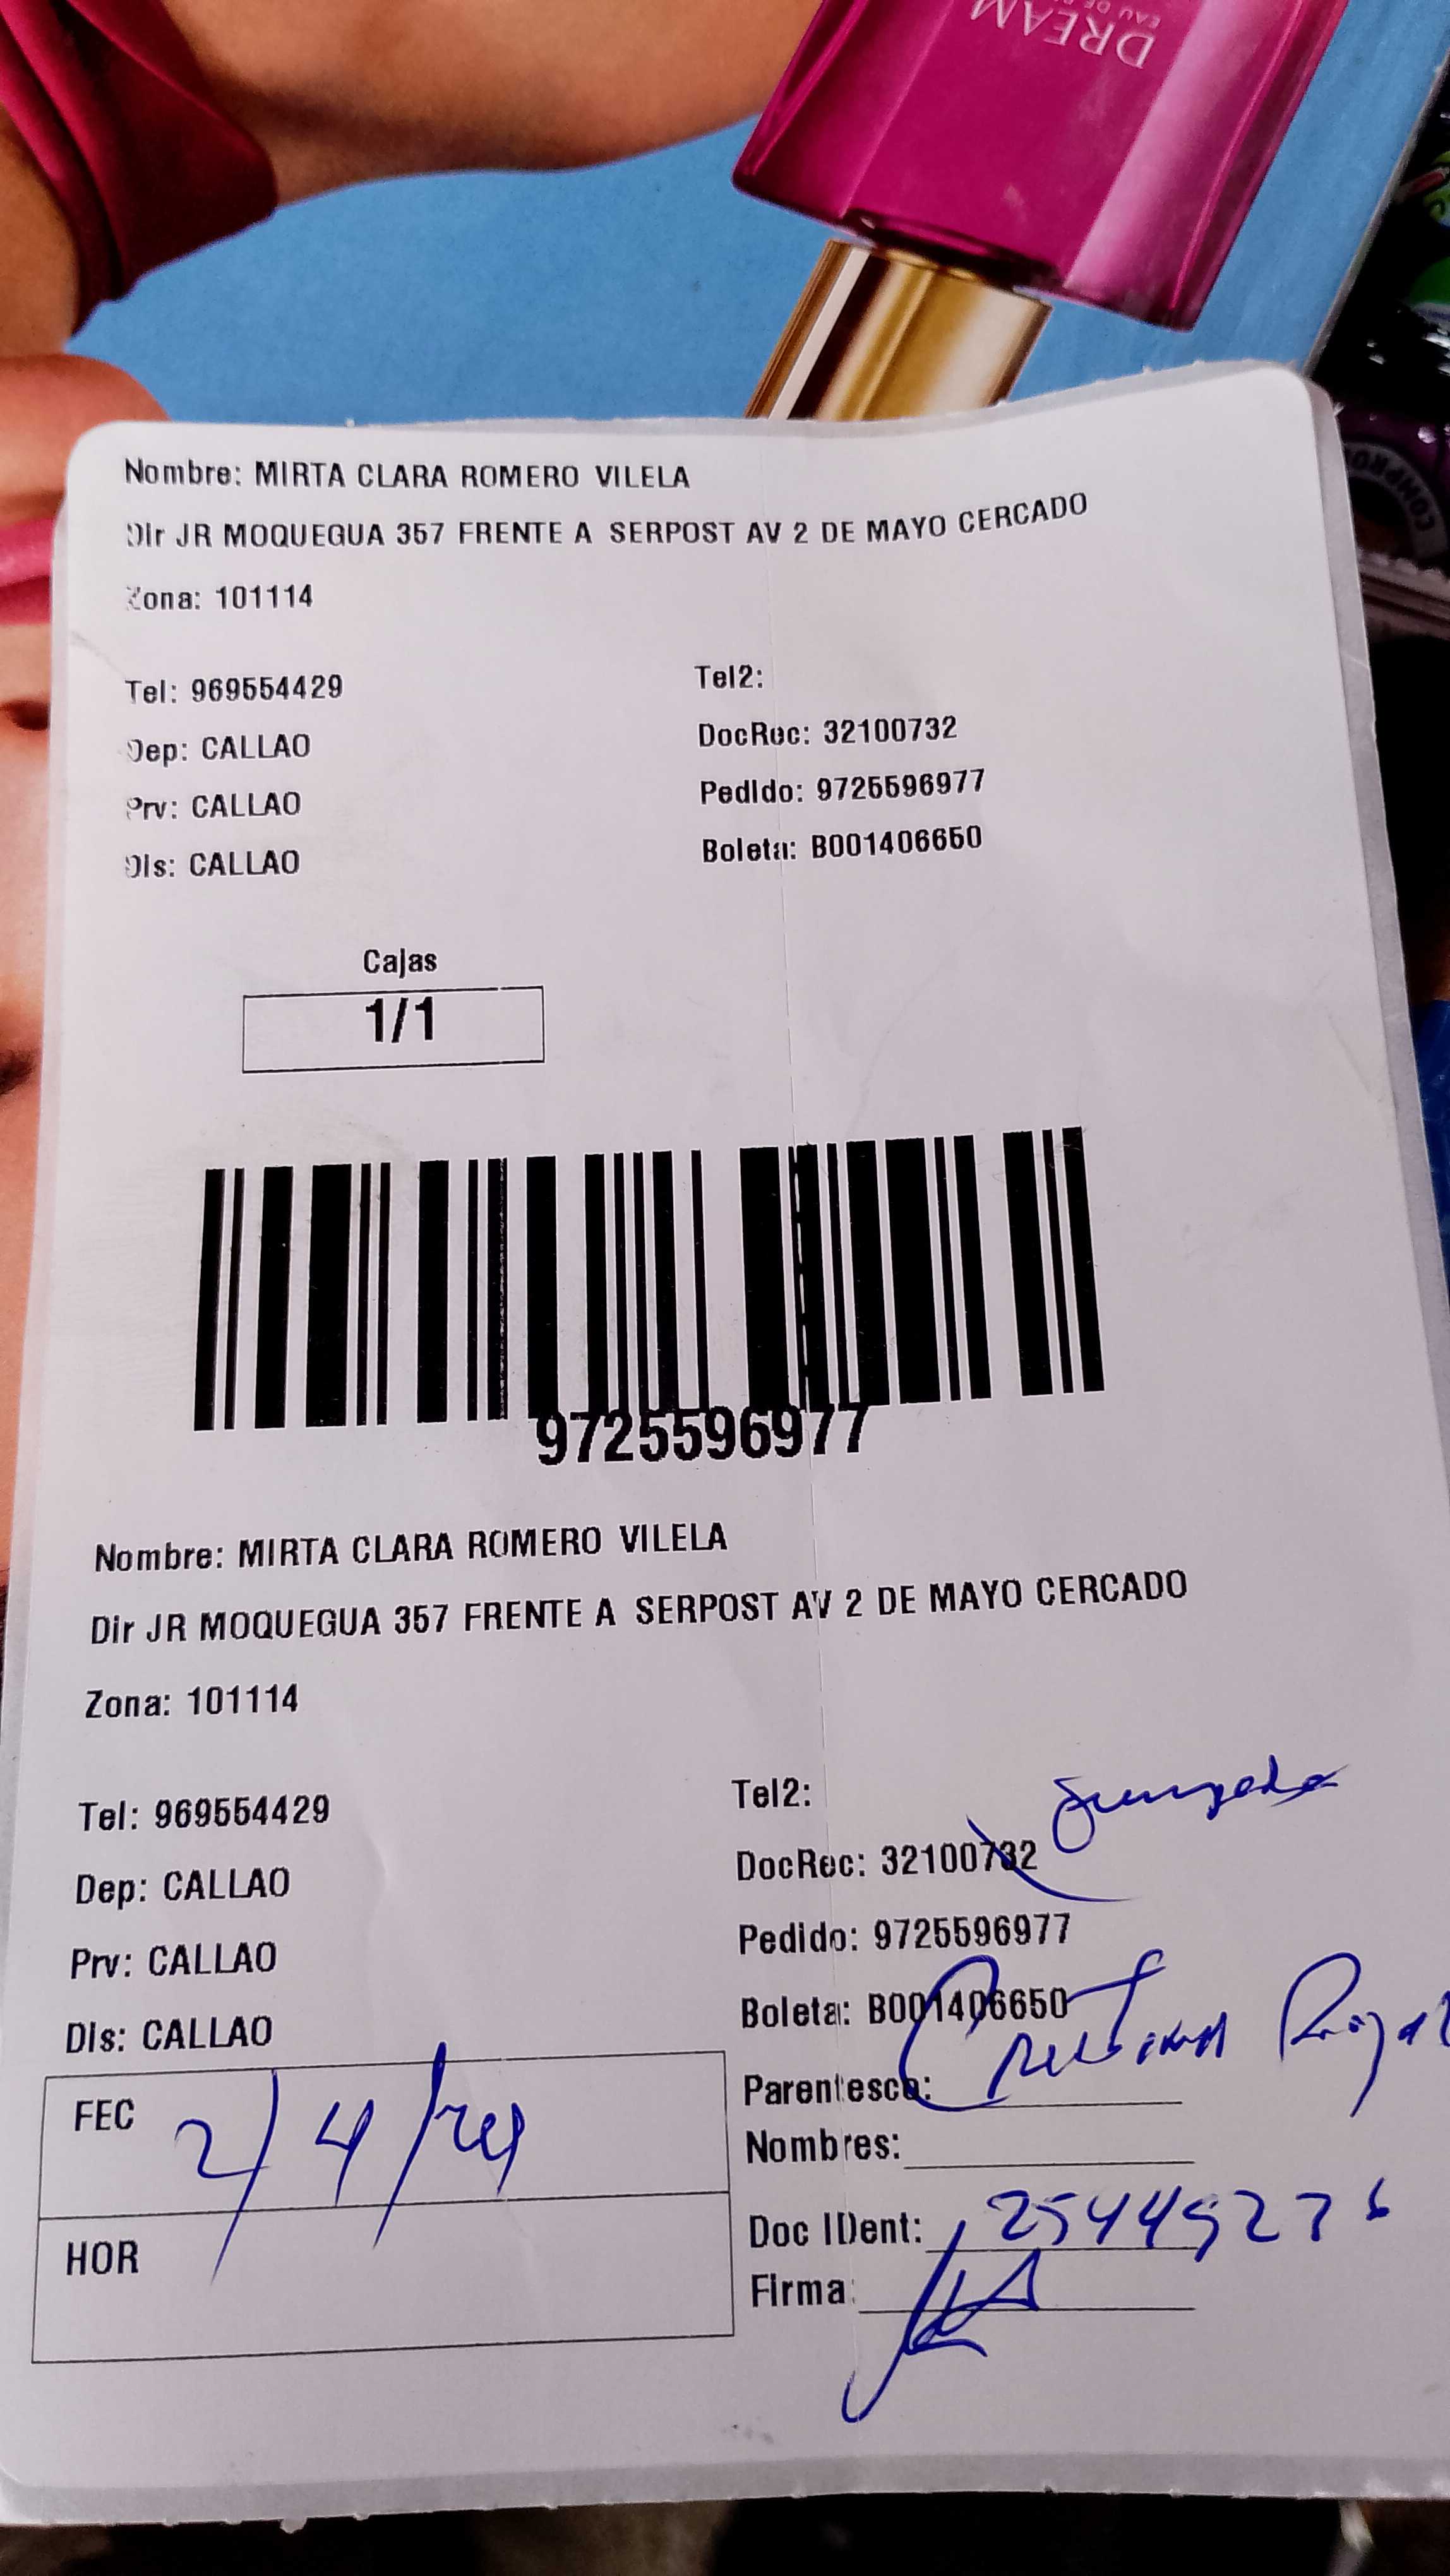 DREAM
EAU DE
Nombre: MIRTA CLARA ROMERO VILELA
Dir JR MOQUEGUA 357 FRENTE A SERPOST AV 2 DE MAYO CERCADO
Zona: 101114
Tel: 969554429
Tel2:
Dep: CALLAO
DocRec: 32100732
Prv: CALLAO
Pedido: 9725596977
Dis: CALLAO
Boleta: B001406650
Cajas
1/1
9725596977
Nombre: MIRTA CLARA ROMERO VILELA
Dir JR MOQUEGUA 357 FRENTE A SERPOST AV 2 DE MAYO CERCADO
Zona: 101114
Tel: 969554429
Tel2:
Dep: CALLAO
DocRec: 32100732
Prv: CALLAO
Pedido: 9725596977
Dis: CALLAO
Boleta: B001406650
FEC 2/4/24
HOR
Parentesco:
Nombres:
Doc IDent: 25449276
Firma: